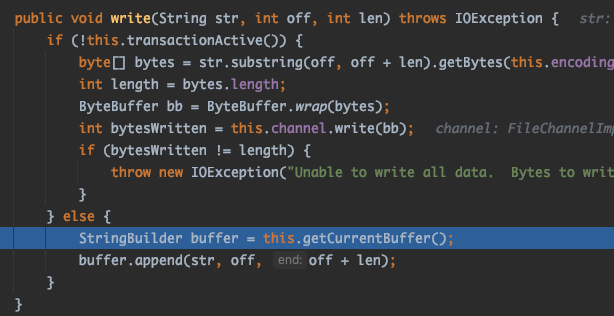 public void write(String str, int off, int len) throws IOException {   str:
if (!this.transactionActive()) {
byte[] bytes = str.substring(off, off + len).getBytes(this.encoding
int length = bytes.length;
ByteBuffer bb = ByteBuffer.wrap(bytes);
int bytesWritten = this.channel.write(bb);   channel: FileChannelImp
if (bytesWritten != length) {
throw new IOException("Unable to write all data.  Bytes to writ
}
} else {
StringBuilder buffer = this.getCurrentBuffer();
buffer.append(str, off, end: off + len);
}
}